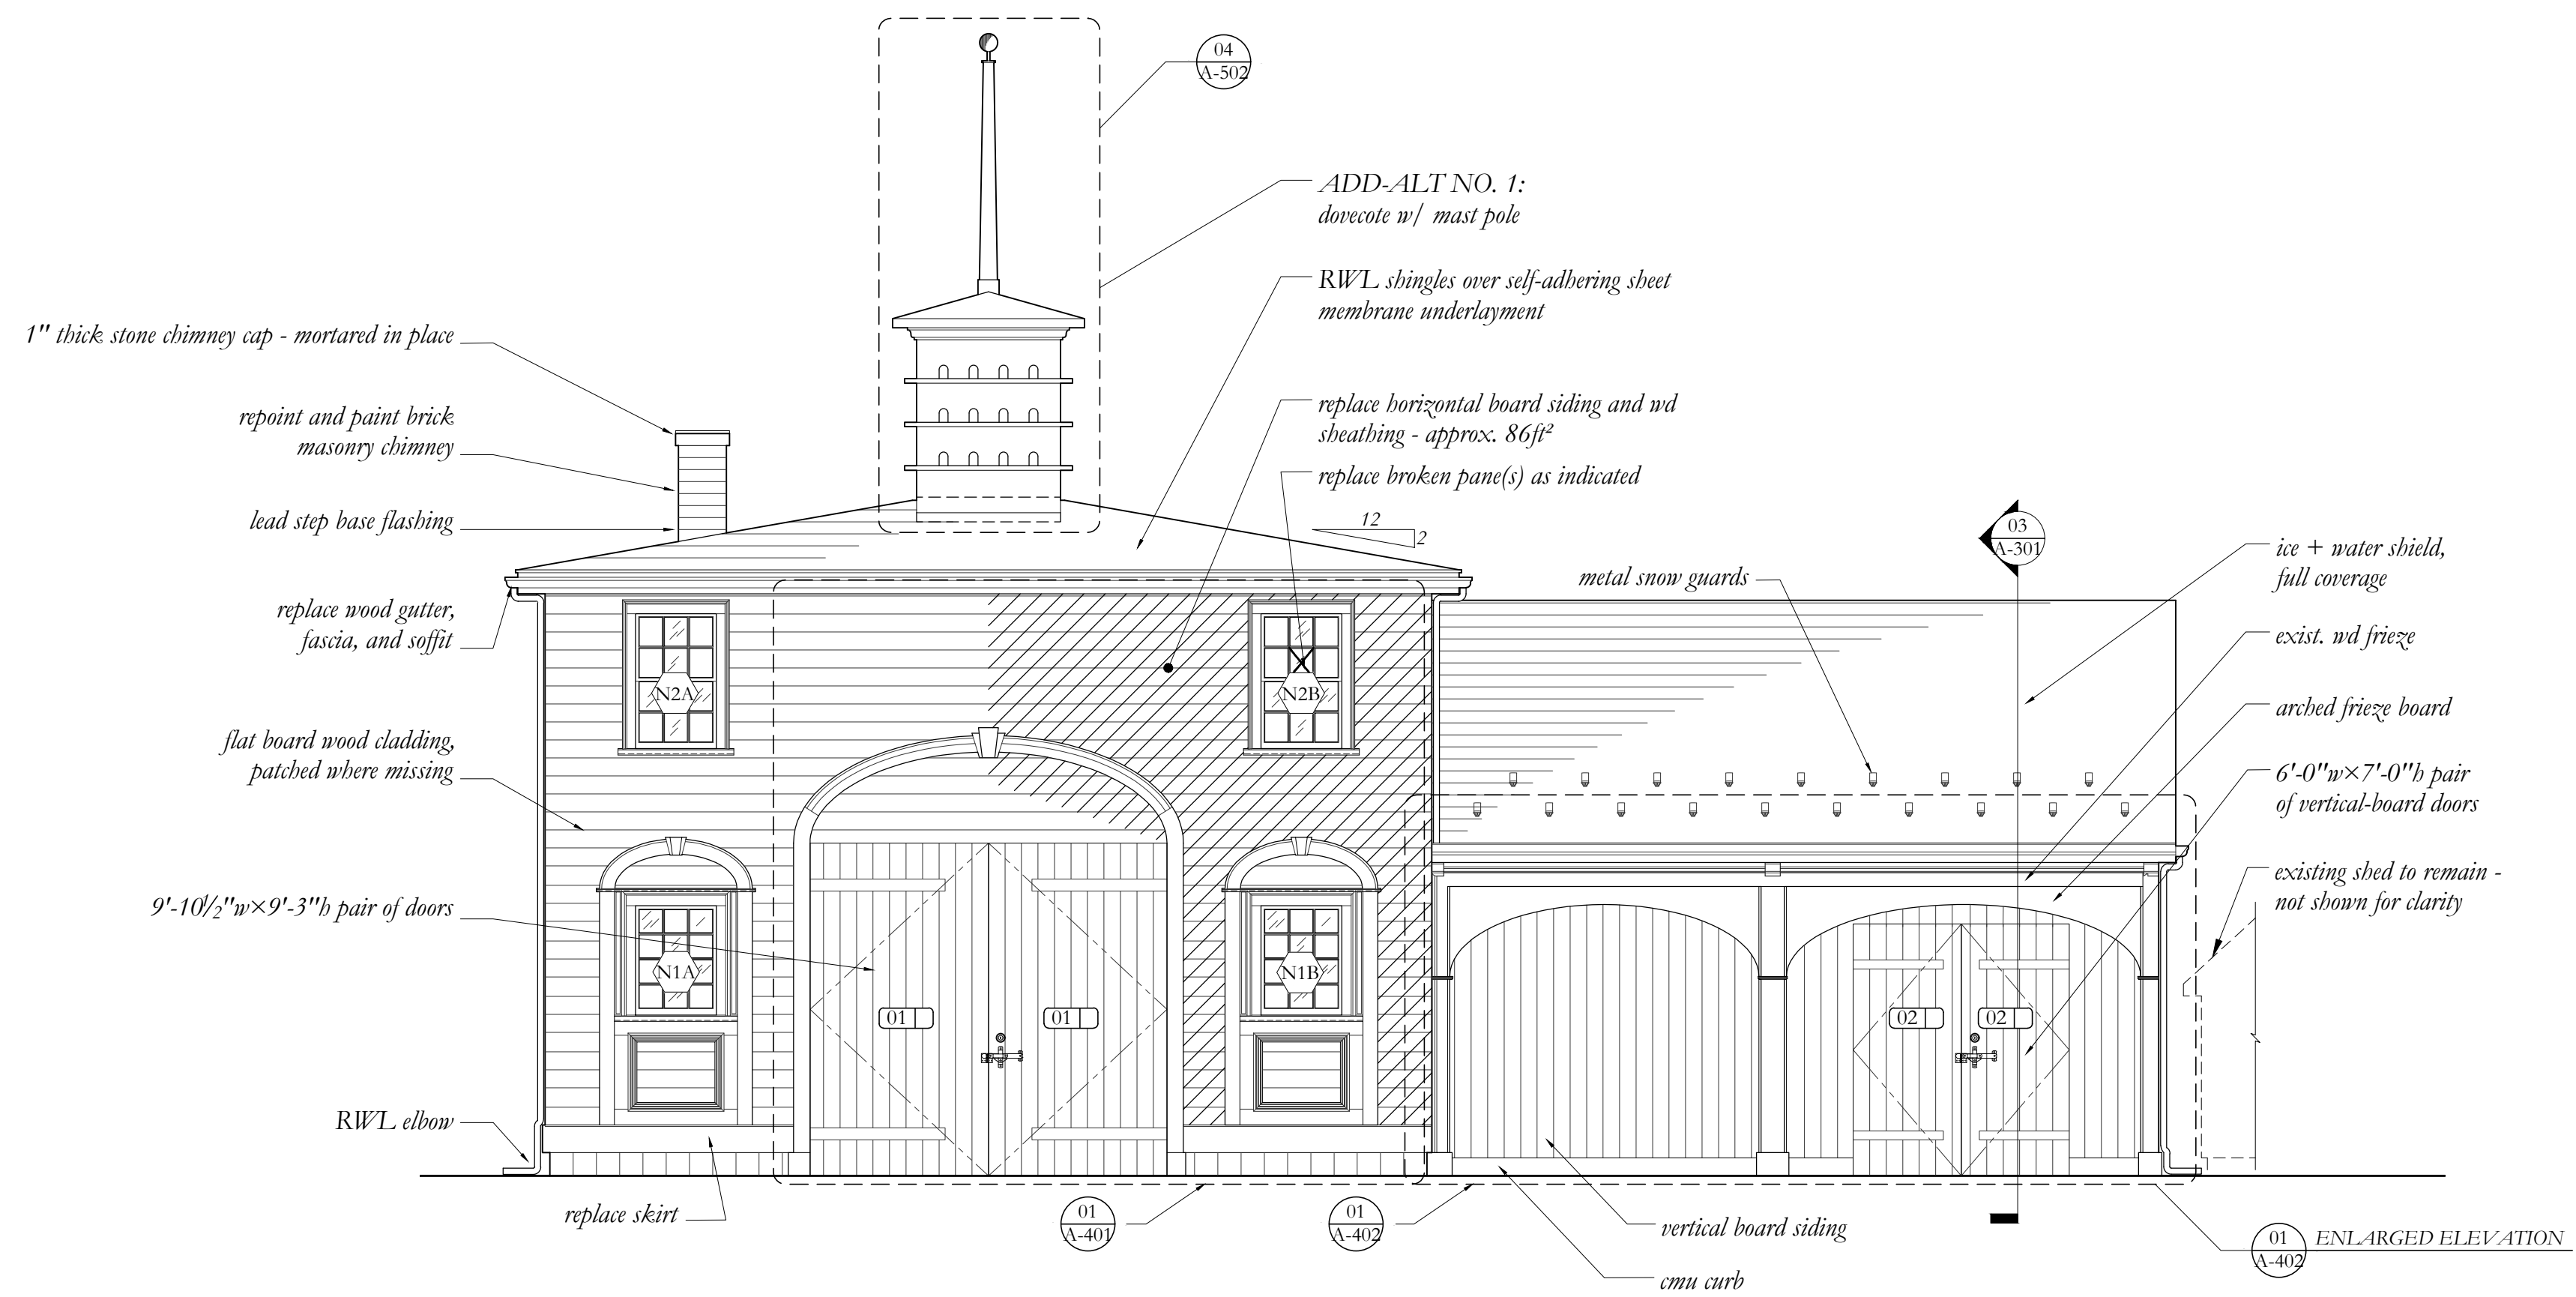 04
A-502
ADD-ALT NO. 1:
dovecote w/ mast pole
RWL shingles over self-adhering sheet
membrane underlayment
1" thick stone chimney cap - mortared in place
repoint and paint brick
masonry chimney
lead step base flashing
replace horizontal board siding and wd
sheathing - approx. 86ft²
replace broken pane(s) as indicated
12
2
03
A-301
ice + water shield,
full coverage
metal snow guards
replace wood gutter,
fascia, and soffit
exist. wd frieze
N2A
N2B
arched frieze board
flat board wood cladding,
patched where missing
6'-0"w×7'-0"h pair
of vertical-board doors
existing shed to remain -
not shown for clarity
9'-10½"w×9'-3"h pair of doors
N1A
N1B
01
01
02
02
RWL elbow
replace skirt
01
A-401
01
A-402
vertical board siding
cmu curb
01
A-402
ENLARGED ELEVATION